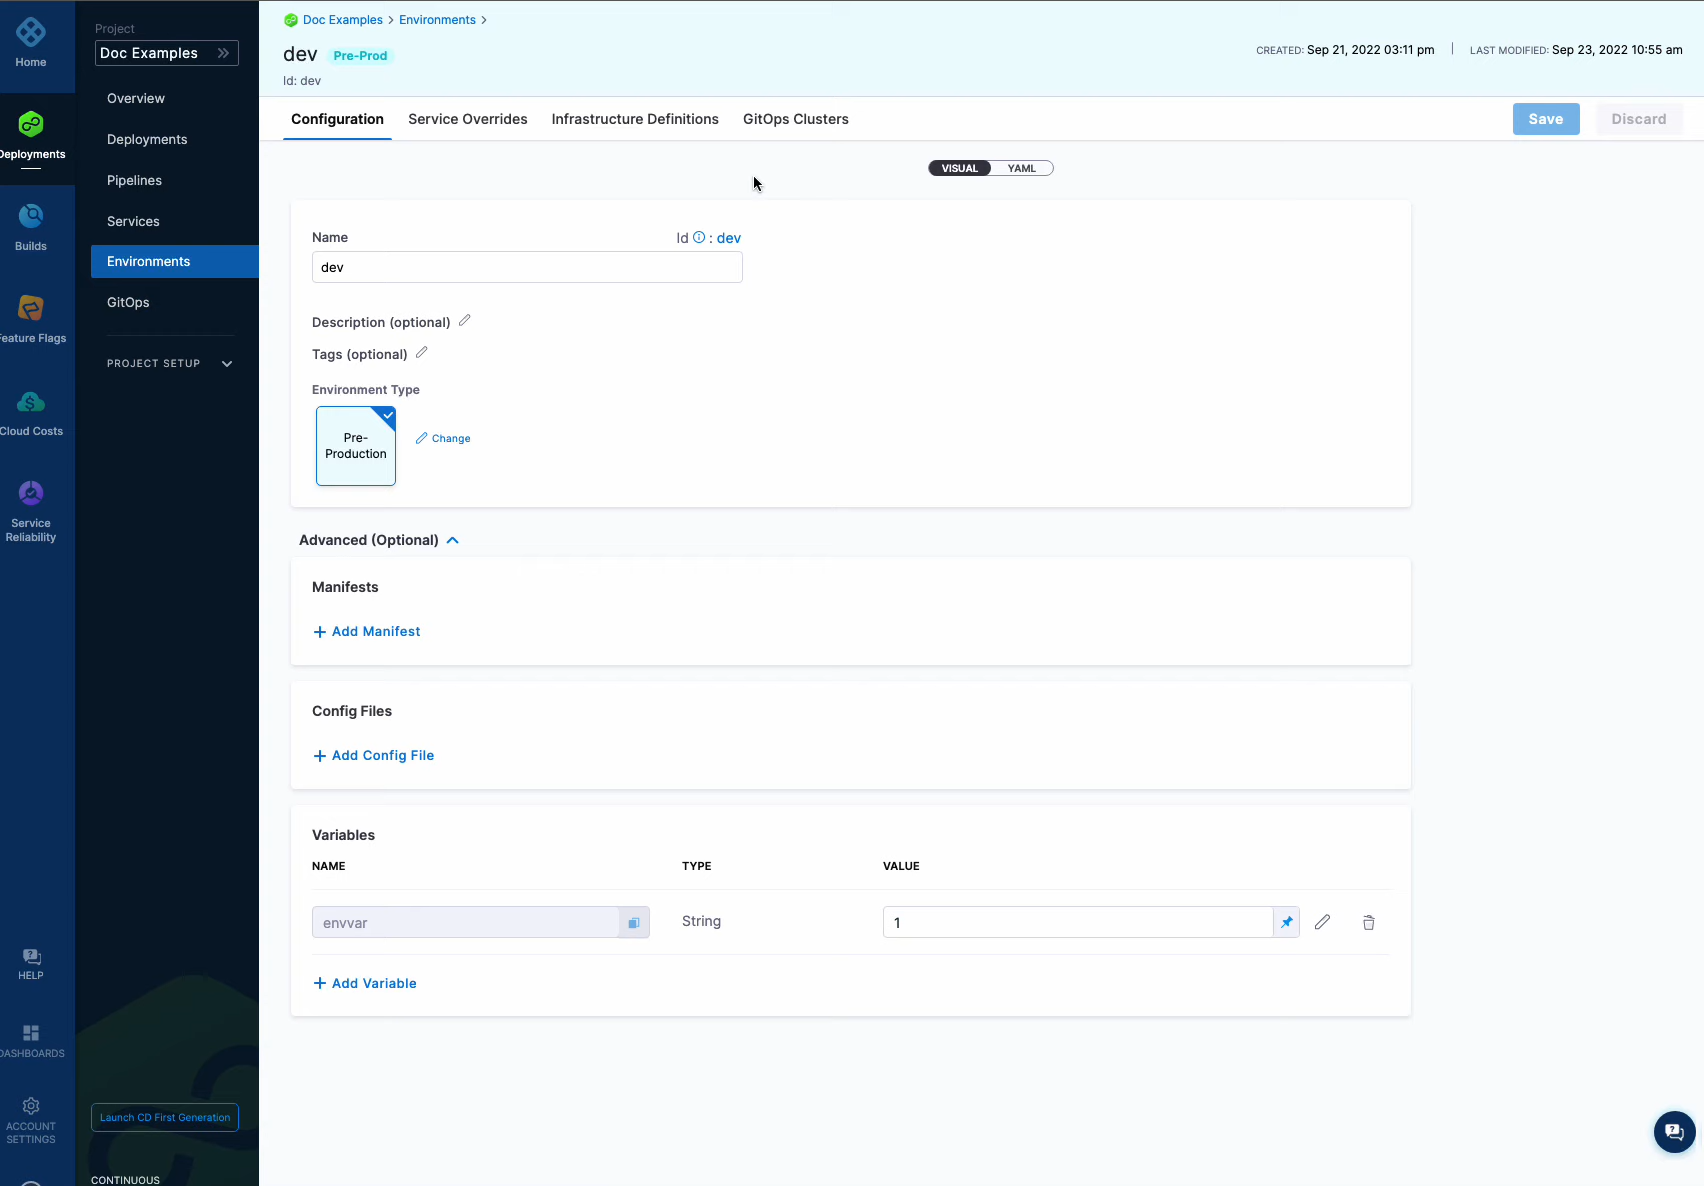 Home
Deployments
Builds
Feature Flags
Cloud Costs
Service
Reliability
HELP
DASHBOARDS
ACCOUNT
SETTINGS
Project
Doc Examples
Overview
Deployments
Pipelines
Services
Environments
GitOps
PROJECT SETUP
Launch CD First Generation
CONTINUOUS
Doc Examples > Environments >
dev Pre-Prod
Id: dev
CREATED: Sep 21, 2022 03:11 pm | LAST MODIFIED: Sep 23, 2022 10:55 am
Configuration Service Overrides Infrastructure Definitions GitOps Clusters
Save Discard
VISUAL YAML
Name Id : dev
dev
Description (optional)
Tags (optional)
Environment Type
Pre-
Production
Change
Advanced (Optional)
Manifests
+ Add Manifest
Config Files
+ Add Config File
Variables
NAME TYPE VALUE
envvar String 1
+ Add Variable